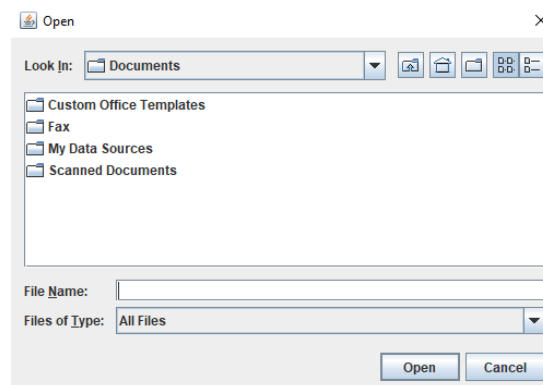 Open
Look In: Documents
Custom Office Templates
Fax
My Data Sources
Scanned Documents
File Name:
Files of Type: All Files
Open Cancel